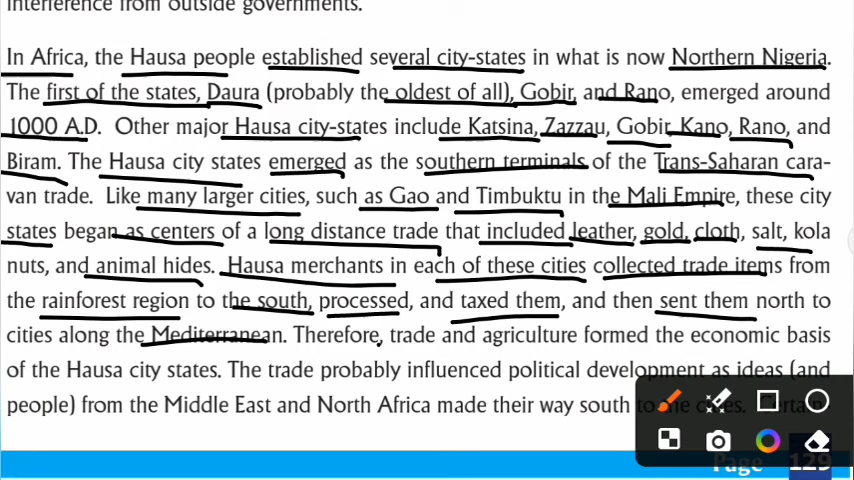 interference from outside governments.
In Africa, the Hausa people established several city-states in what is now Northern Nigeria.
The first of the states, Daura (probably the oldest of all), Gobir, and Rano, emerged around
1000 A.D. Other major Hausa city-states include Katsina, Zazzau, Gobir, Kano, Rano, and
Biram. The Hausa city states emerged as the southern terminals of the Trans-Saharan cara-
van trade. Like many larger cities, such as Gao and Timbuktu in the Mali Empire, these city
states began as centers of a long distance trade that included leather, gold, cloth, salt, kola
nuts, and animal hides. Hausa merchants in each of these cities collected trade items from
the rainforest region to the south, processed, and taxed them, and then sent them north to
cities along the Mediterranean. Therefore, trade and agriculture formed the economic basis
of the Hausa city states. The trade probably influenced political development as ideas (and
people) from the Middle East and North Africa made their way south to the cities. Certain
Page 129